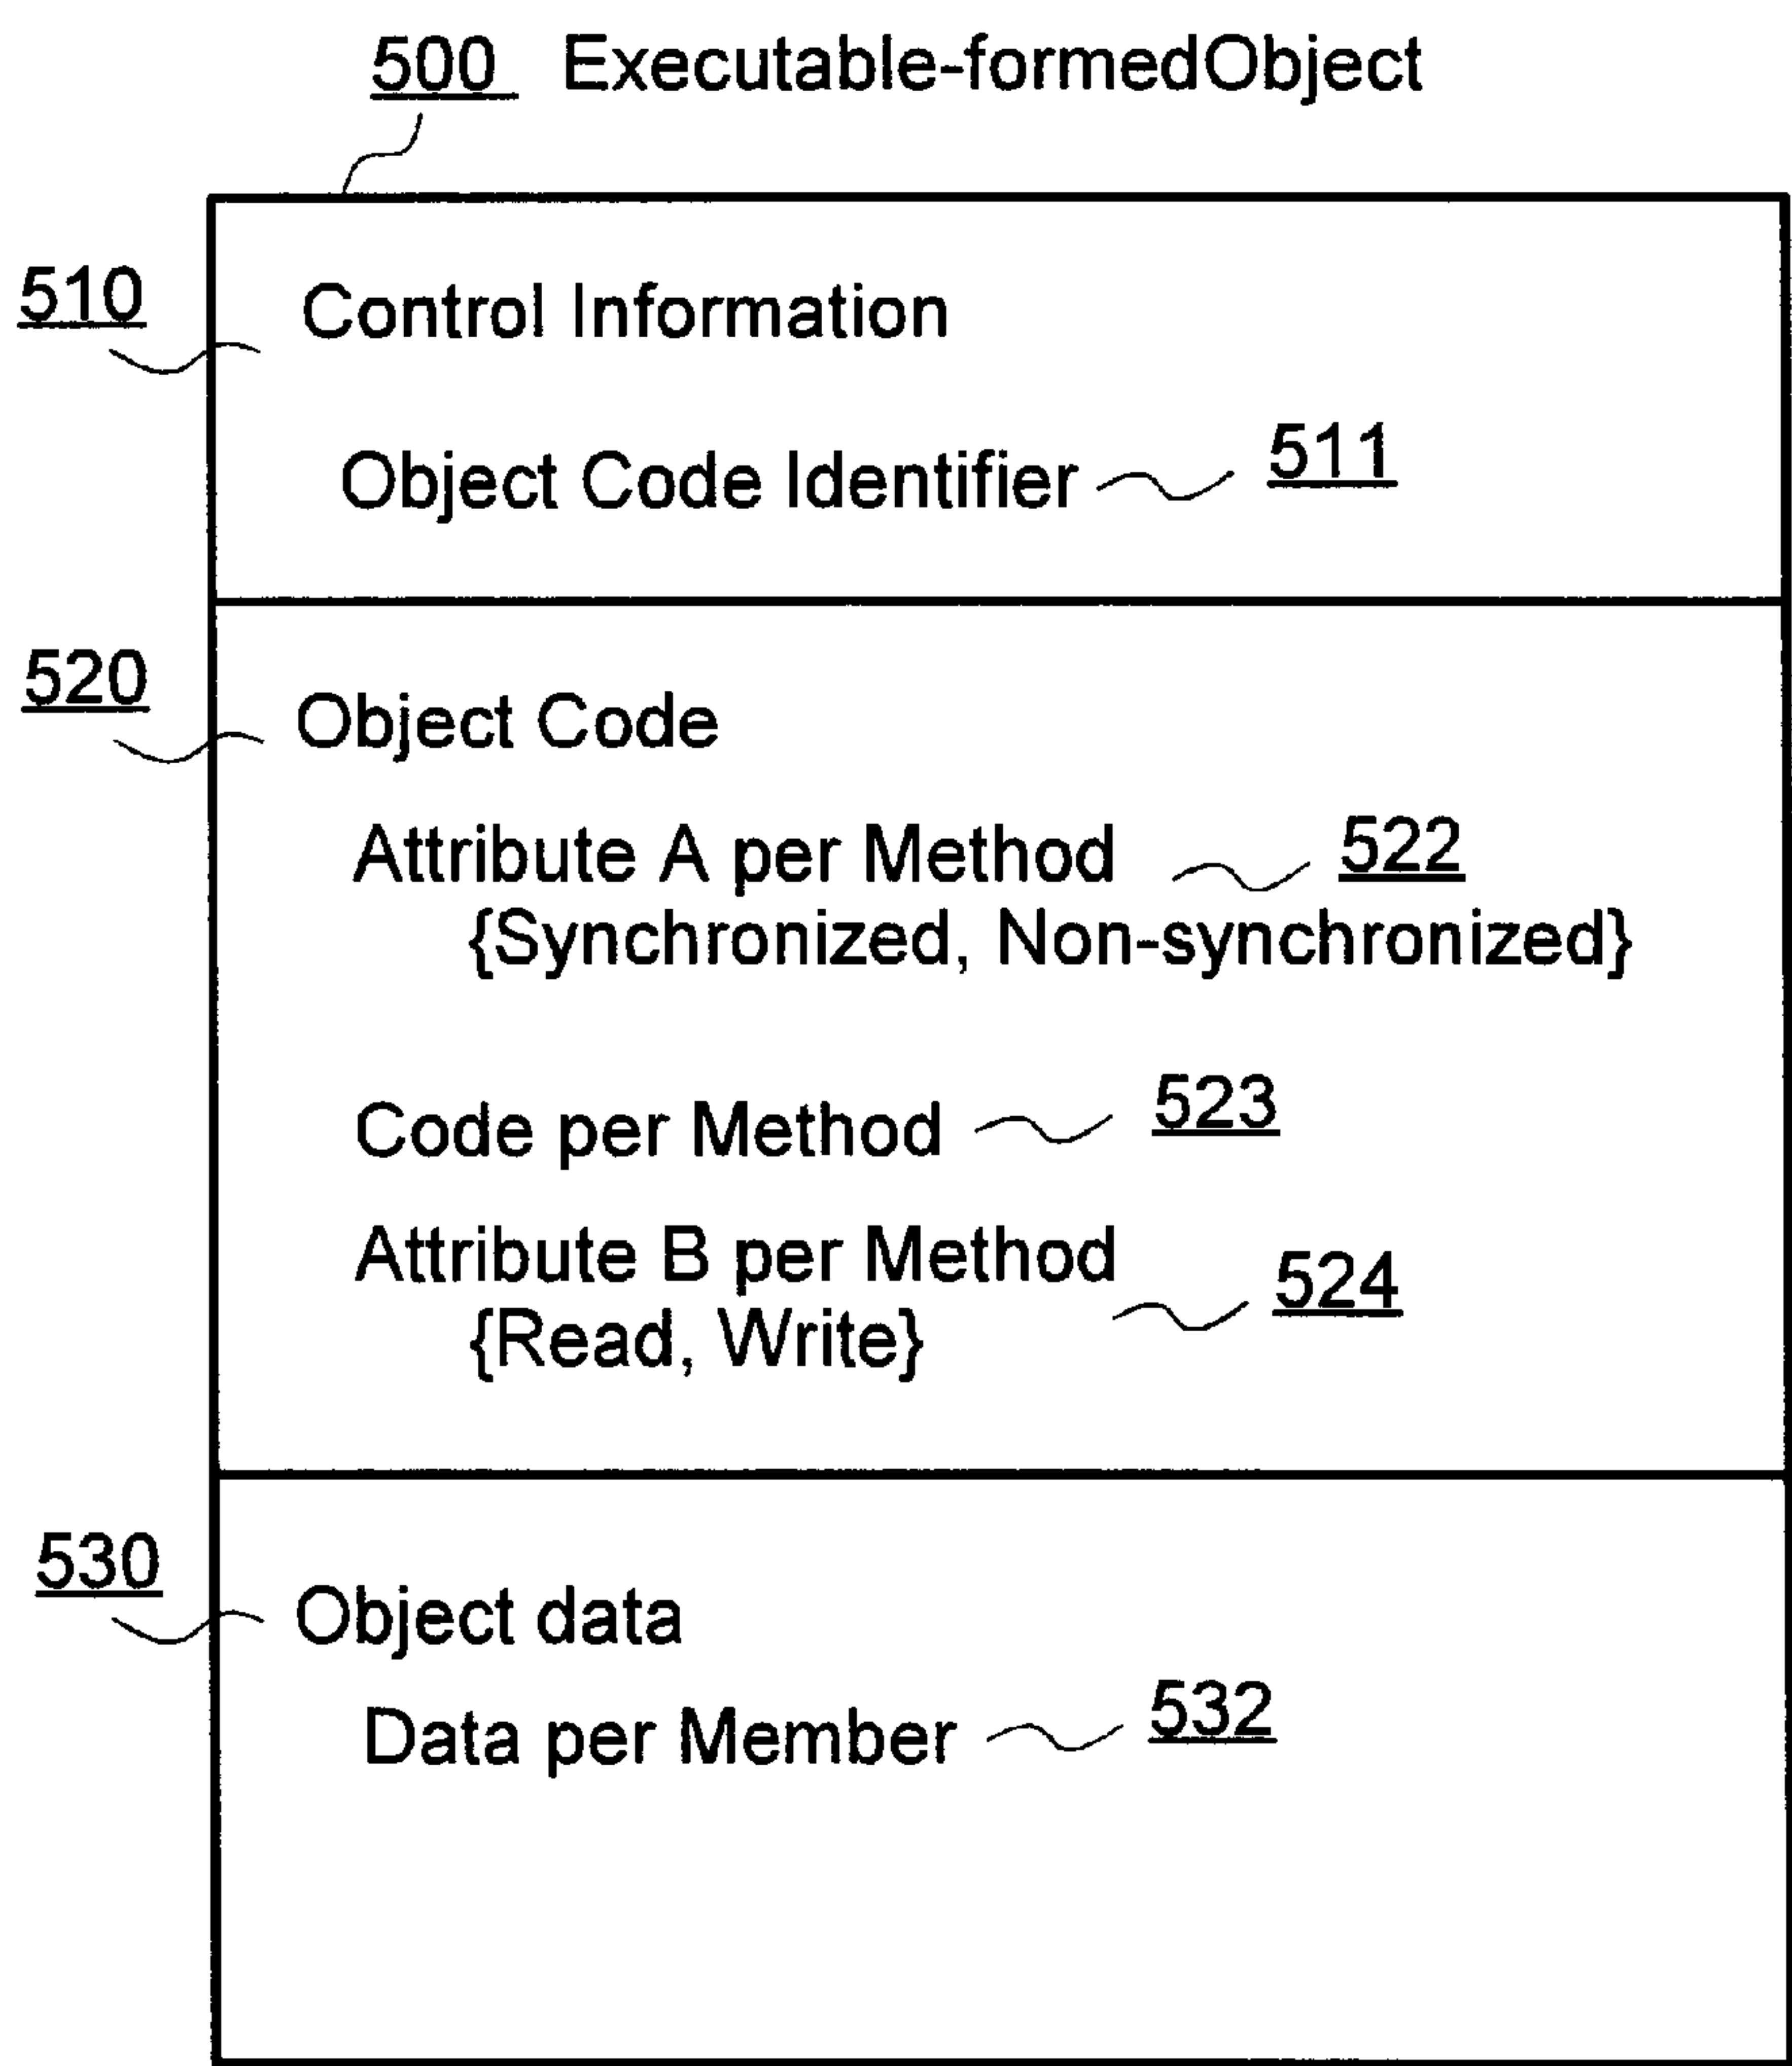 500 Executable-formedObject
510
Control Information
Object Code Identifier 511
520
Object Code
Attribute A per Method 522
{Synchronized, Non-synchronized}
Code per Method 523
Attribute B per Method
524
{Read, Write}
530
Object data
Data per Member 532